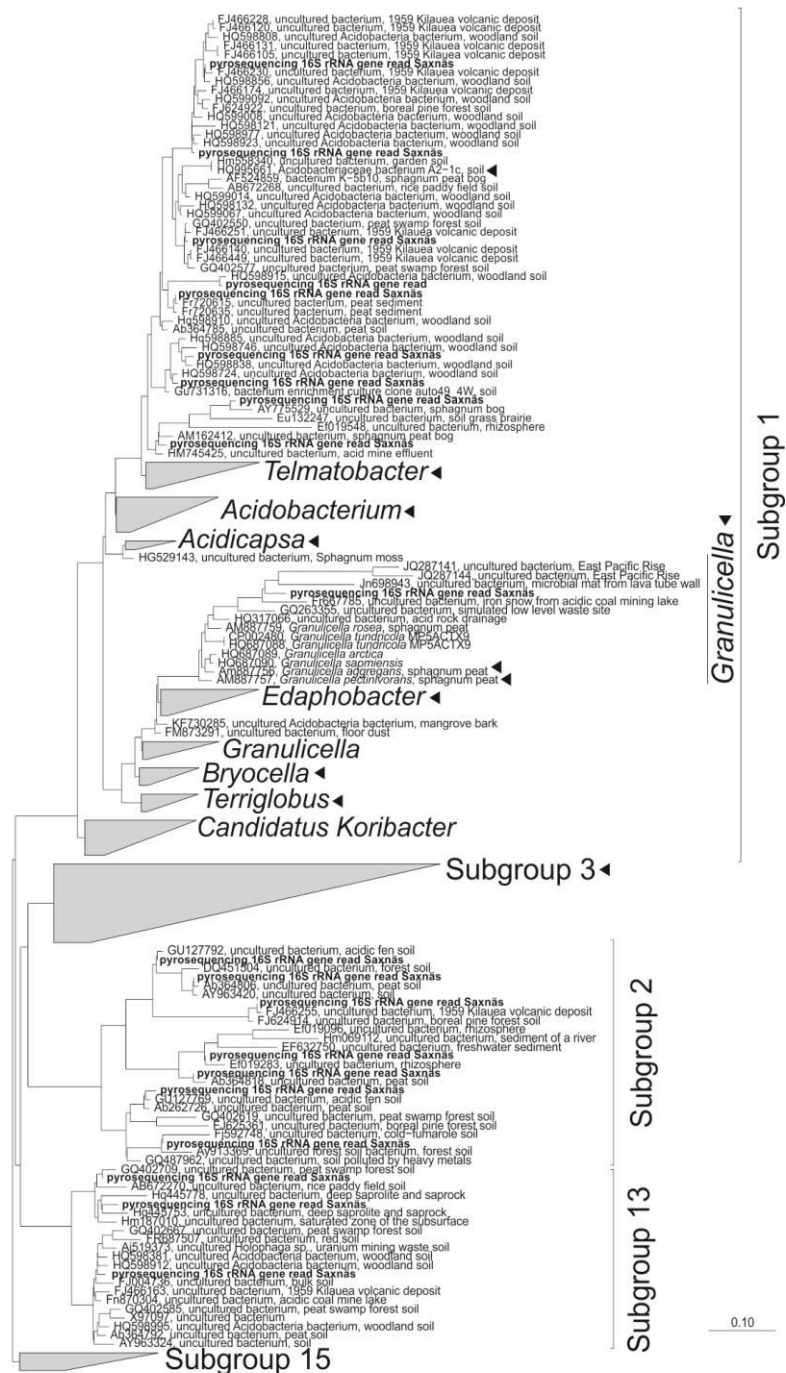 FJ466228, uncultured bacterium, 1959 Kilauea volcanic deposit
FJ466120, uncultured bacterium, 1959 Kilauea volcanic deposit
HQ598808, uncultured Acidobacteria bacterium, woodland soil
FJ466131, uncultured bacterium, 1959 Kilauea volcanic deposit
FJ466105, uncultured bacterium, 1959 Kilauea volcanic deposit
pyrosequencing 16S rRNA gene read Saxnäs
FJ466230, uncultured bacterium, 1959 Kilauea volcanic deposit
HQ598856, uncultured Acidobacteria bacterium, woodland soil
FJ466174, uncultured bacterium, 1959 Kilauea volcanic deposit
HQ599092, uncultured Acidobacteria bacterium, woodland soil
FJ624922, uncultured bacterium, boreal pine forest soil
HQ599008, uncultured Acidobacteria bacterium, woodland soil
HQ598121, uncultured Acidobacteria bacterium, woodland soil
HQ598977, uncultured Acidobacteria bacterium, woodland soil
HQ598923, uncultured Acidobacteria bacterium, woodland soil
pyrosequencing 16S rRNA gene read Saxnäs
Hm558340, uncultured bacterium, garden soil
HQ995661, Acidobacteriaceae bacterium A2-1c, soil
AF524859, bacterium K-5b10, sphagnum peat bog
AB672268, uncultured bacterium, rice paddy field soil
HQ599014, uncultured Acidobacteria bacterium, woodland soil
HQ598132, uncultured Acidobacteria bacterium, woodland soil
HQ599067, uncultured Acidobacteria bacterium, woodland soil
GQ402550, uncultured bacterium, peat swamp forest soil
FJ466251, uncultured bacterium, 1959 Kilauea volcanic deposit
pyrosequencing 16S rRNA gene read Saxnäs
FJ466140, uncultured bacterium, 1959 Kilauea volcanic deposit
FJ466449, uncultured bacterium, 1959 Kilauea volcanic deposit
GQ402577, uncultured bacterium, peat swamp forest soil
HQ598915, uncultured Acidobacteria bacterium, woodland soil
pyrosequencing 16S rRNA gene read
pyrosequencing 16S rRNA gene read Saxnäs
Fr720615, uncultured bacterium, peat sediment
Fr720635, uncultured bacterium, peat sediment
Hq598910, uncultured Acidobacteria bacterium, woodland soil
Ab364785, uncultured bacterium, peat soil
Hq598885, uncultured Acidobacteria bacterium, woodland soil
HQ598746, uncultured Acidobacteria bacterium, woodland soil
pyrosequencing 16S rRNA gene read Saxnäs
HQ598838, uncultured Acidobacteria bacterium, woodland soil
HQ598724, uncultured Acidobacteria bacterium, woodland soil
pyrosequencing 16S rRNA gene read Saxnäs
Gu731316, bacterium enrichment culture clone auto49_4W, soil
pyrosequencing 16S rRNA gene read Saxnäs
AY775529, uncultured bacterium, sphagnum bog
Eu132247, uncultured bacterium, soil grass prairie
Ef019548, uncultured bacterium, rhizosphere
AM162412, uncultured bacterium, sphagnum peat bog
pyrosequencing 16S rRNA gene read Saxnäs
HM745425, uncultured bacterium, acid mine effluent
Telmatobacter
Acidobacterium
Acidicapsa
HG529143, uncultured bacterium, Sphagnum moss
JQ287141, uncultured bacterium, East Pacific Rise
JQ287144, uncultured bacterium, East Pacific Rise
Jn698943, uncultured bacterium, microbial mat from lava tube wall
pyrosequencing 16S rRNA gene read Saxnäs
Fr667785, uncultured bacterium, iron snow from acidic coal mining lake
GQ263355, uncultured bacterium, simulated low level waste site
HQ317066, uncultured bacterium, acid rock drainage
AM887759, Granulicella rosea, sphagnum peat
CP002480, Granulicella tundricola MP5ACTX9
HQ687088, Granulicella tundricola MP5ACTX9
HQ687089, Granulicella arctica
HQ687090, Granulicella sapmiensis
Am887756, Granulicella aggregans, sphagnum peat
AM887757, Granulicella pectinivorans, sphagnum peat
Edaphobacter
KF730285, uncultured Acidobacteria bacterium, mangrove bark
FM873291, uncultured bacterium, floor dust
Granulicella
Bryocella
Terriglobus
Candidatus Koribacter
Granulicella
Subgroup 1
Subgroup 3
GU127792, uncultured bacterium, acidic fen soil
pyrosequencing 16S rRNA gene read Saxnäs
DQ451504, uncultured bacterium, forest soil
pyrosequencing 16S rRNA gene read Saxnäs
Ab364806, uncultured bacterium, peat soil
AY963420, uncultured bacterium, soil
pyrosequencing 16S rRNA gene read Saxnäs
FJ466255, uncultured bacterium, 1959 Kilauea volcanic deposit
FJ624914, uncultured bacterium, boreal pine forest soil
Ef019096, uncultured bacterium, rhizosphere
Hm069112, uncultured bacterium, sediment of a river
EF632750, uncultured bacterium, freshwater sediment
pyrosequencing 16S rRNA gene read Saxnäs
Ef019283, uncultured bacterium, rhizosphere
pyrosequencing 16S rRNA gene read Saxnäs
Ab364818, uncultured bacterium, peat soil
pyrosequencing 16S rRNA gene read Saxnäs
GU127769, uncultured bacterium, acidic fen soil
Ab262726, uncultured bacterium, peat soil
GQ402619, uncultured bacterium, peat swamp forest soil
FJ625361, uncultured bacterium, boreal pine forest soil
Fj592748, uncultured bacterium, cold-fumarole soil
pyrosequencing 16S rRNA gene read Saxnäs
Ay913369, uncultured forest soil bacterium, forest soil
GQ487962, uncultured bacterium, soil polluted by heavy metals
Subgroup 2
GQ402709, uncultured bacterium, peat swamp forest soil
pyrosequencing 16S rRNA gene read Saxnäs
AB672270, uncultured bacterium, rice paddy field soil
Hq445778, uncultured bacterium, deep saprolite and saprock
pyrosequencing 16S rRNA gene read Saxnäs
Hq445753, uncultured bacterium, deep saprolite and saprock
Hm187010, uncultured bacterium, saturated zone of the subsurface
GQ402667, uncultured bacterium, peat swamp forest soil
FR687507, uncultured bacterium, red soil
Aj519373, uncultured Holophaga sp., uranium mining waste soil
HQ598381, uncultured Acidobacteria bacterium, woodland soil
HQ598912, uncultured Acidobacteria bacterium, woodland soil
pyrosequencing 16S rRNA gene read Saxnäs
FJ004736, uncultured bacterium, bulk soil
FJ466163, uncultured bacterium, 1959 Kilauea volcanic deposit
Fn870304, uncultured bacterium, acidic coal mine lake
GQ402585, uncultured bacterium, peat swamp forest soil
X97097, uncultured bacterium
HQ598995, uncultured Acidobacteria bacterium, woodland soil
Ab364792, uncultured bacterium, peat soil
AY963324, uncultured bacterium, soil
Subgroup 13
Subgroup 15
0.10